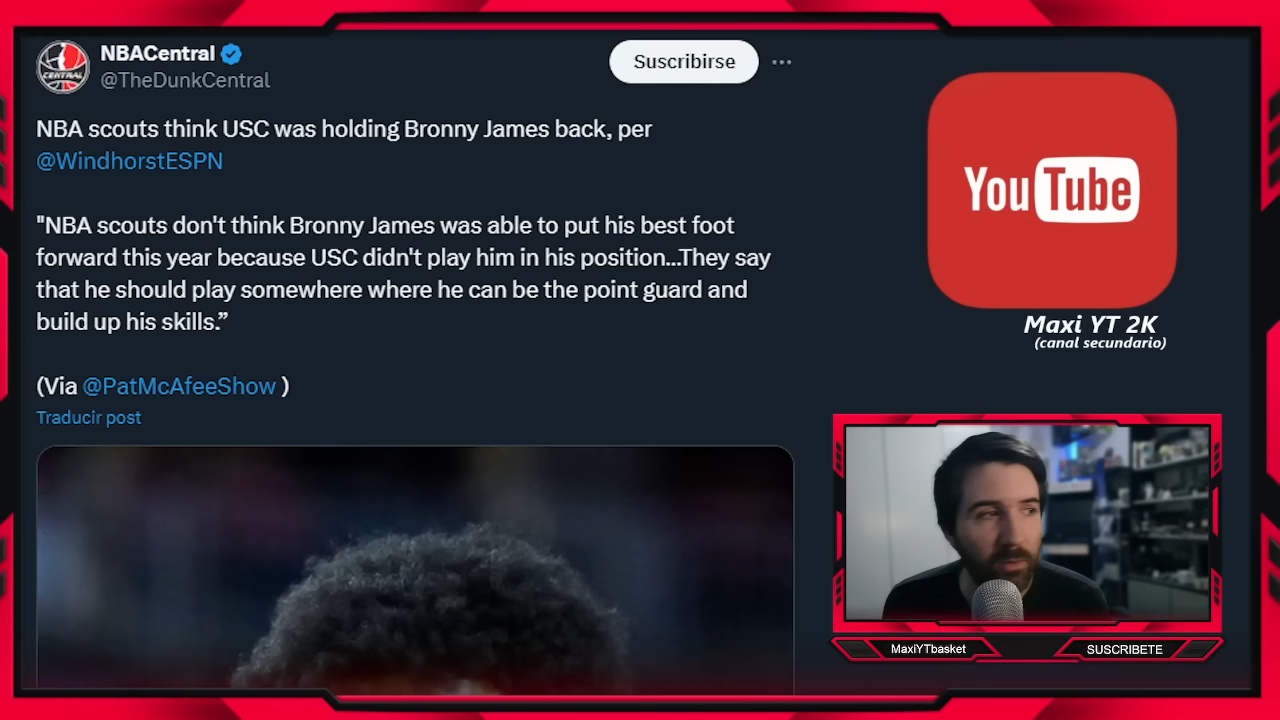 NBACentral
@TheDunkCentral
Suscribirse
NBA scouts think USC was holding Bronny James back, per
@WindhorstESPN
"NBA scouts don't think Bronny James was able to put his best foot
forward this year because USC didn't play him in his position...They say
that he should play somewhere where he can be the point guard and
build up his skills.”
(Via @PatMcAfeeShow )
Traducir post
CENTRAL
YouTube
Maxi YT 2K
(canal secundario)
MaxiYTbasket
SUSCRIBETE